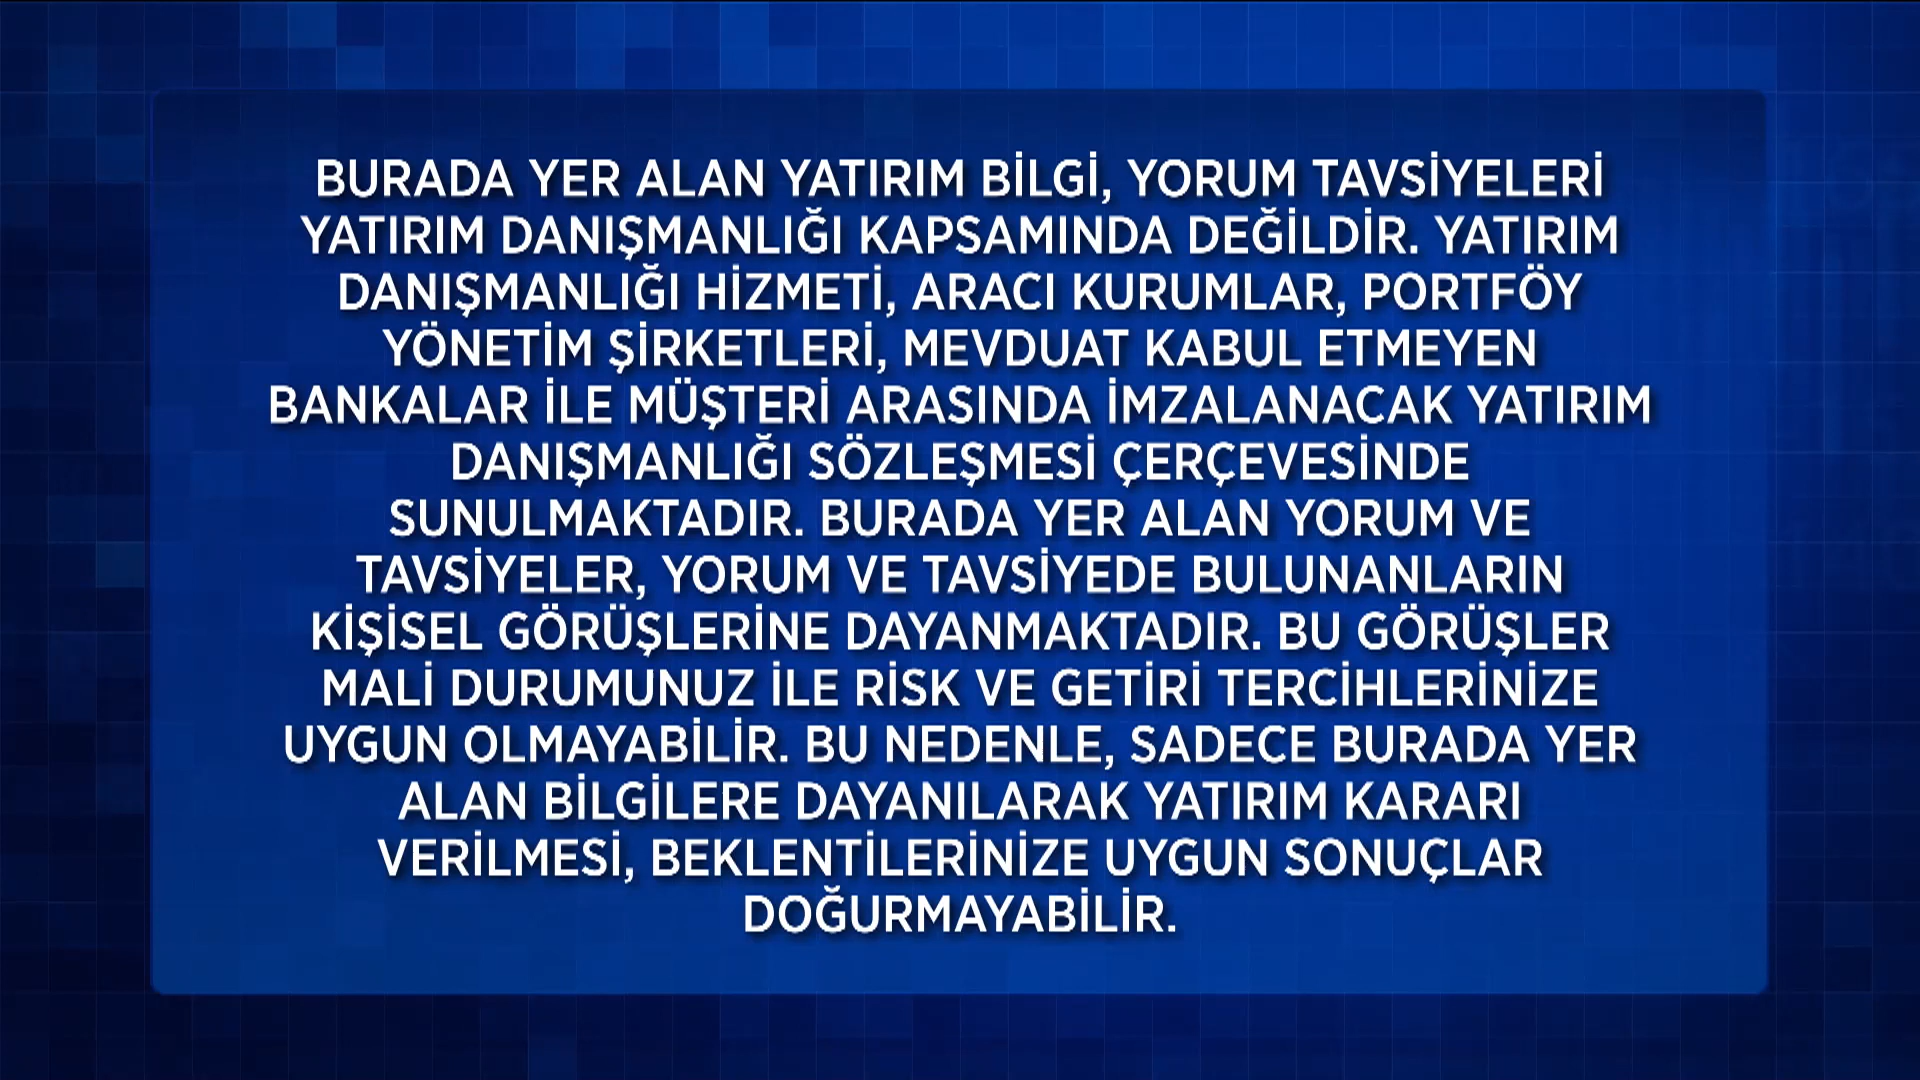 BURADA YER ALAN YATIRIM BİLGİ, YORUM TAVSİYELERİ
YATIRIM DANIŞMANLIĞI KAPSAMINDA DEĞİLDİR. YATIRIM
DANIŞMANLIĞI HİZMETİ, ARACI KURUMLAR, PORTFÖY
YÖNETİM ŞİRKETLERİ, MEVDUAT KABUL ETMEYEN
BANKALAR İLE MÜŞTERİ ARASINDA İMZALANACAK YATIRIM
DANIŞMANLIĞI SÖZLEŞMESİ ÇERÇEVESİNDE
SUNULMAKTADIR. BURADA YER ALAN YORUM VE
TAVSİYELER, YORUM VE TAVSİYEDE BULUNANLARIN
KİŞİSEL GÖRÜŞLERİNE DAYANMAKTADIR. BU GÖRÜŞLER
MALİ DURUMUNUZ İLE RİSK VE GETİRİ TERCİHLERİNİZE
UYGUN OLMAYABİLİR. BU NEDENLE, SADECE BURADA YER
ALAN BİLGİLERE DAYANILARAK YATIRIM KARARI
VERİLMESİ, BEKLENTİLERİNİZE UYGUN SONUÇLAR
DOĞURMAYABİLİR.